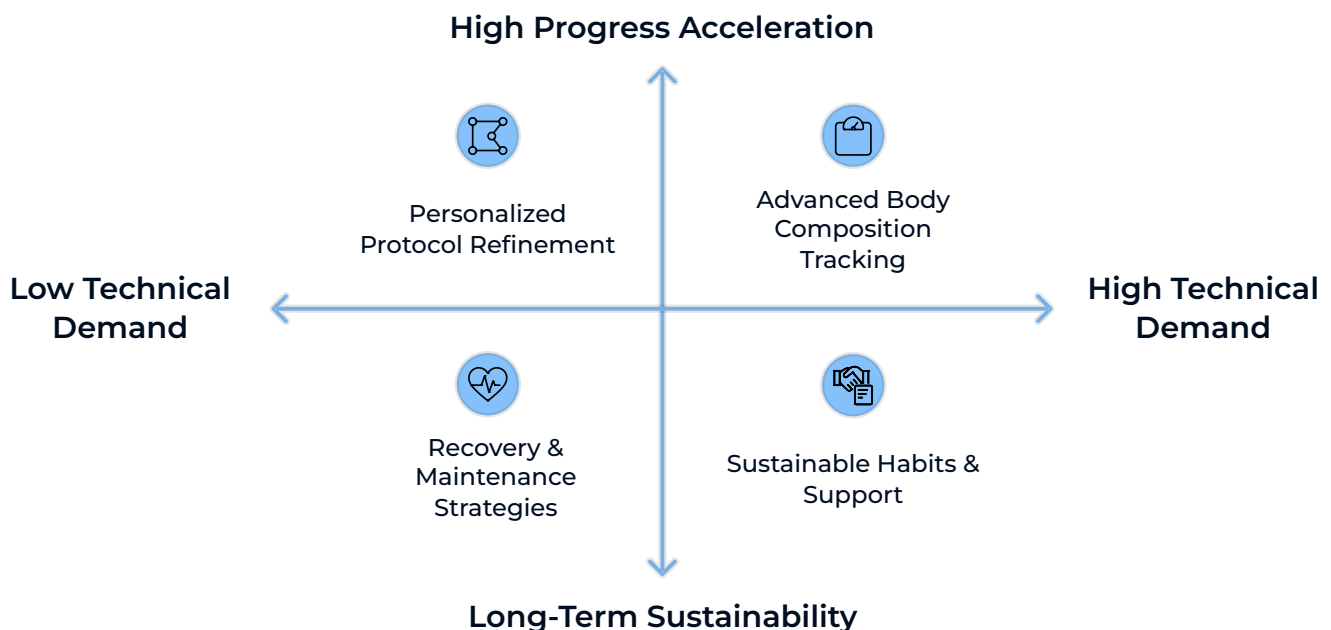 High Progress Acceleration
Personalized
Protocol Refinement
Advanced Body
Composition
Tracking
Low Technical
Demand
High Technical
Demand
Recovery &
Maintenance
Strategies
Sustainable Habits &
Support
Long-Term Sustainability